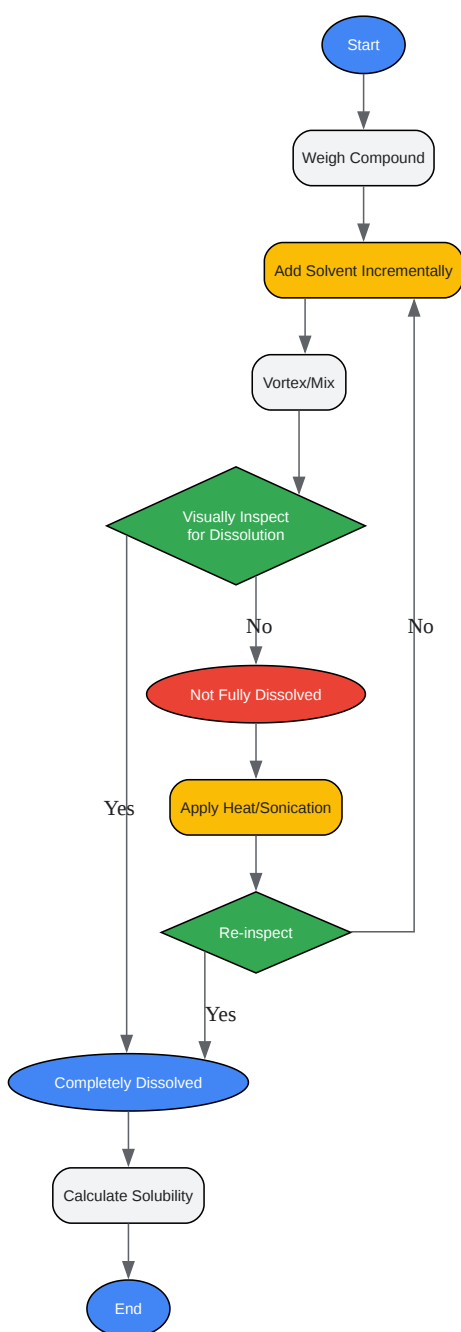 Start
Weigh Compound
Add Solvent Incrementally
Vortex/Mix
Visually Inspect
for Dissolution
No
No
Not Fully Dissolved
Apply Heat/Sonication
Yes
Re-inspect
Yes
Completely Dissolved
Calculate Solubility
End